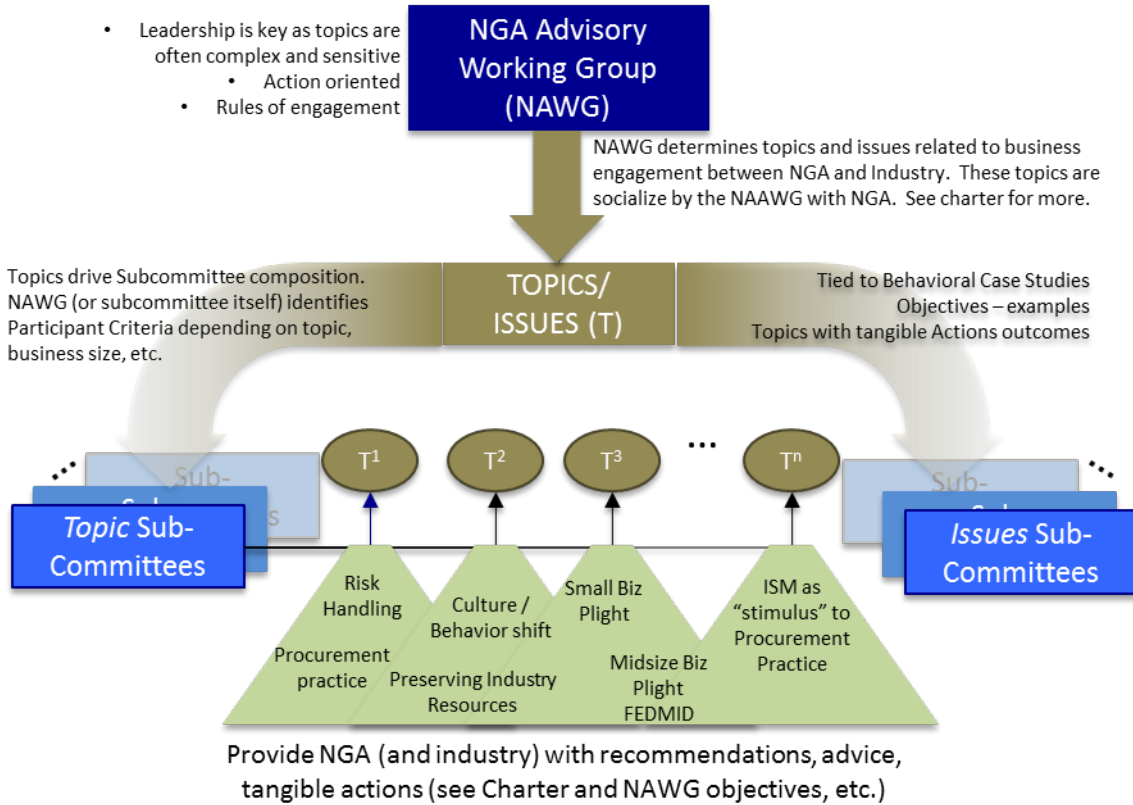 • Leadership is key as topics are
often complex and sensitive
• Action oriented
• Rules of engagement
NGA Advisory
Working Group
(NAWG)
NAWG determines topics and issues related to business
engagement between NGA and Industry.  These topics are
socialize by the NAAWG with NGA.  See charter for more.
Topics drive Subcommittee composition.
NAWG (or subcommittee itself) identifies
Participant Criteria depending on topic,
business size, etc.
TOPICS/
ISSUES (T)
Tied to Behavioral Case Studies
Objectives – examples
Topics with tangible Actions outcomes
T¹
T²
T³
...
Tⁿ
...
Sub-
Topic Sub-
Committees
Sub-
...
Issues Sub-
Committees
Risk
Handling
Procurement
practice
Culture /
Behavior shift
Preserving Industry
Resources
Small Biz
Plight
Midsize Biz
Plight
FEDMID
ISM as
“stimulus” to
Procurement
Practice
Provide NGA (and industry) with recommendations, advice,
tangible actions (see Charter and NAWG objectives, etc.)